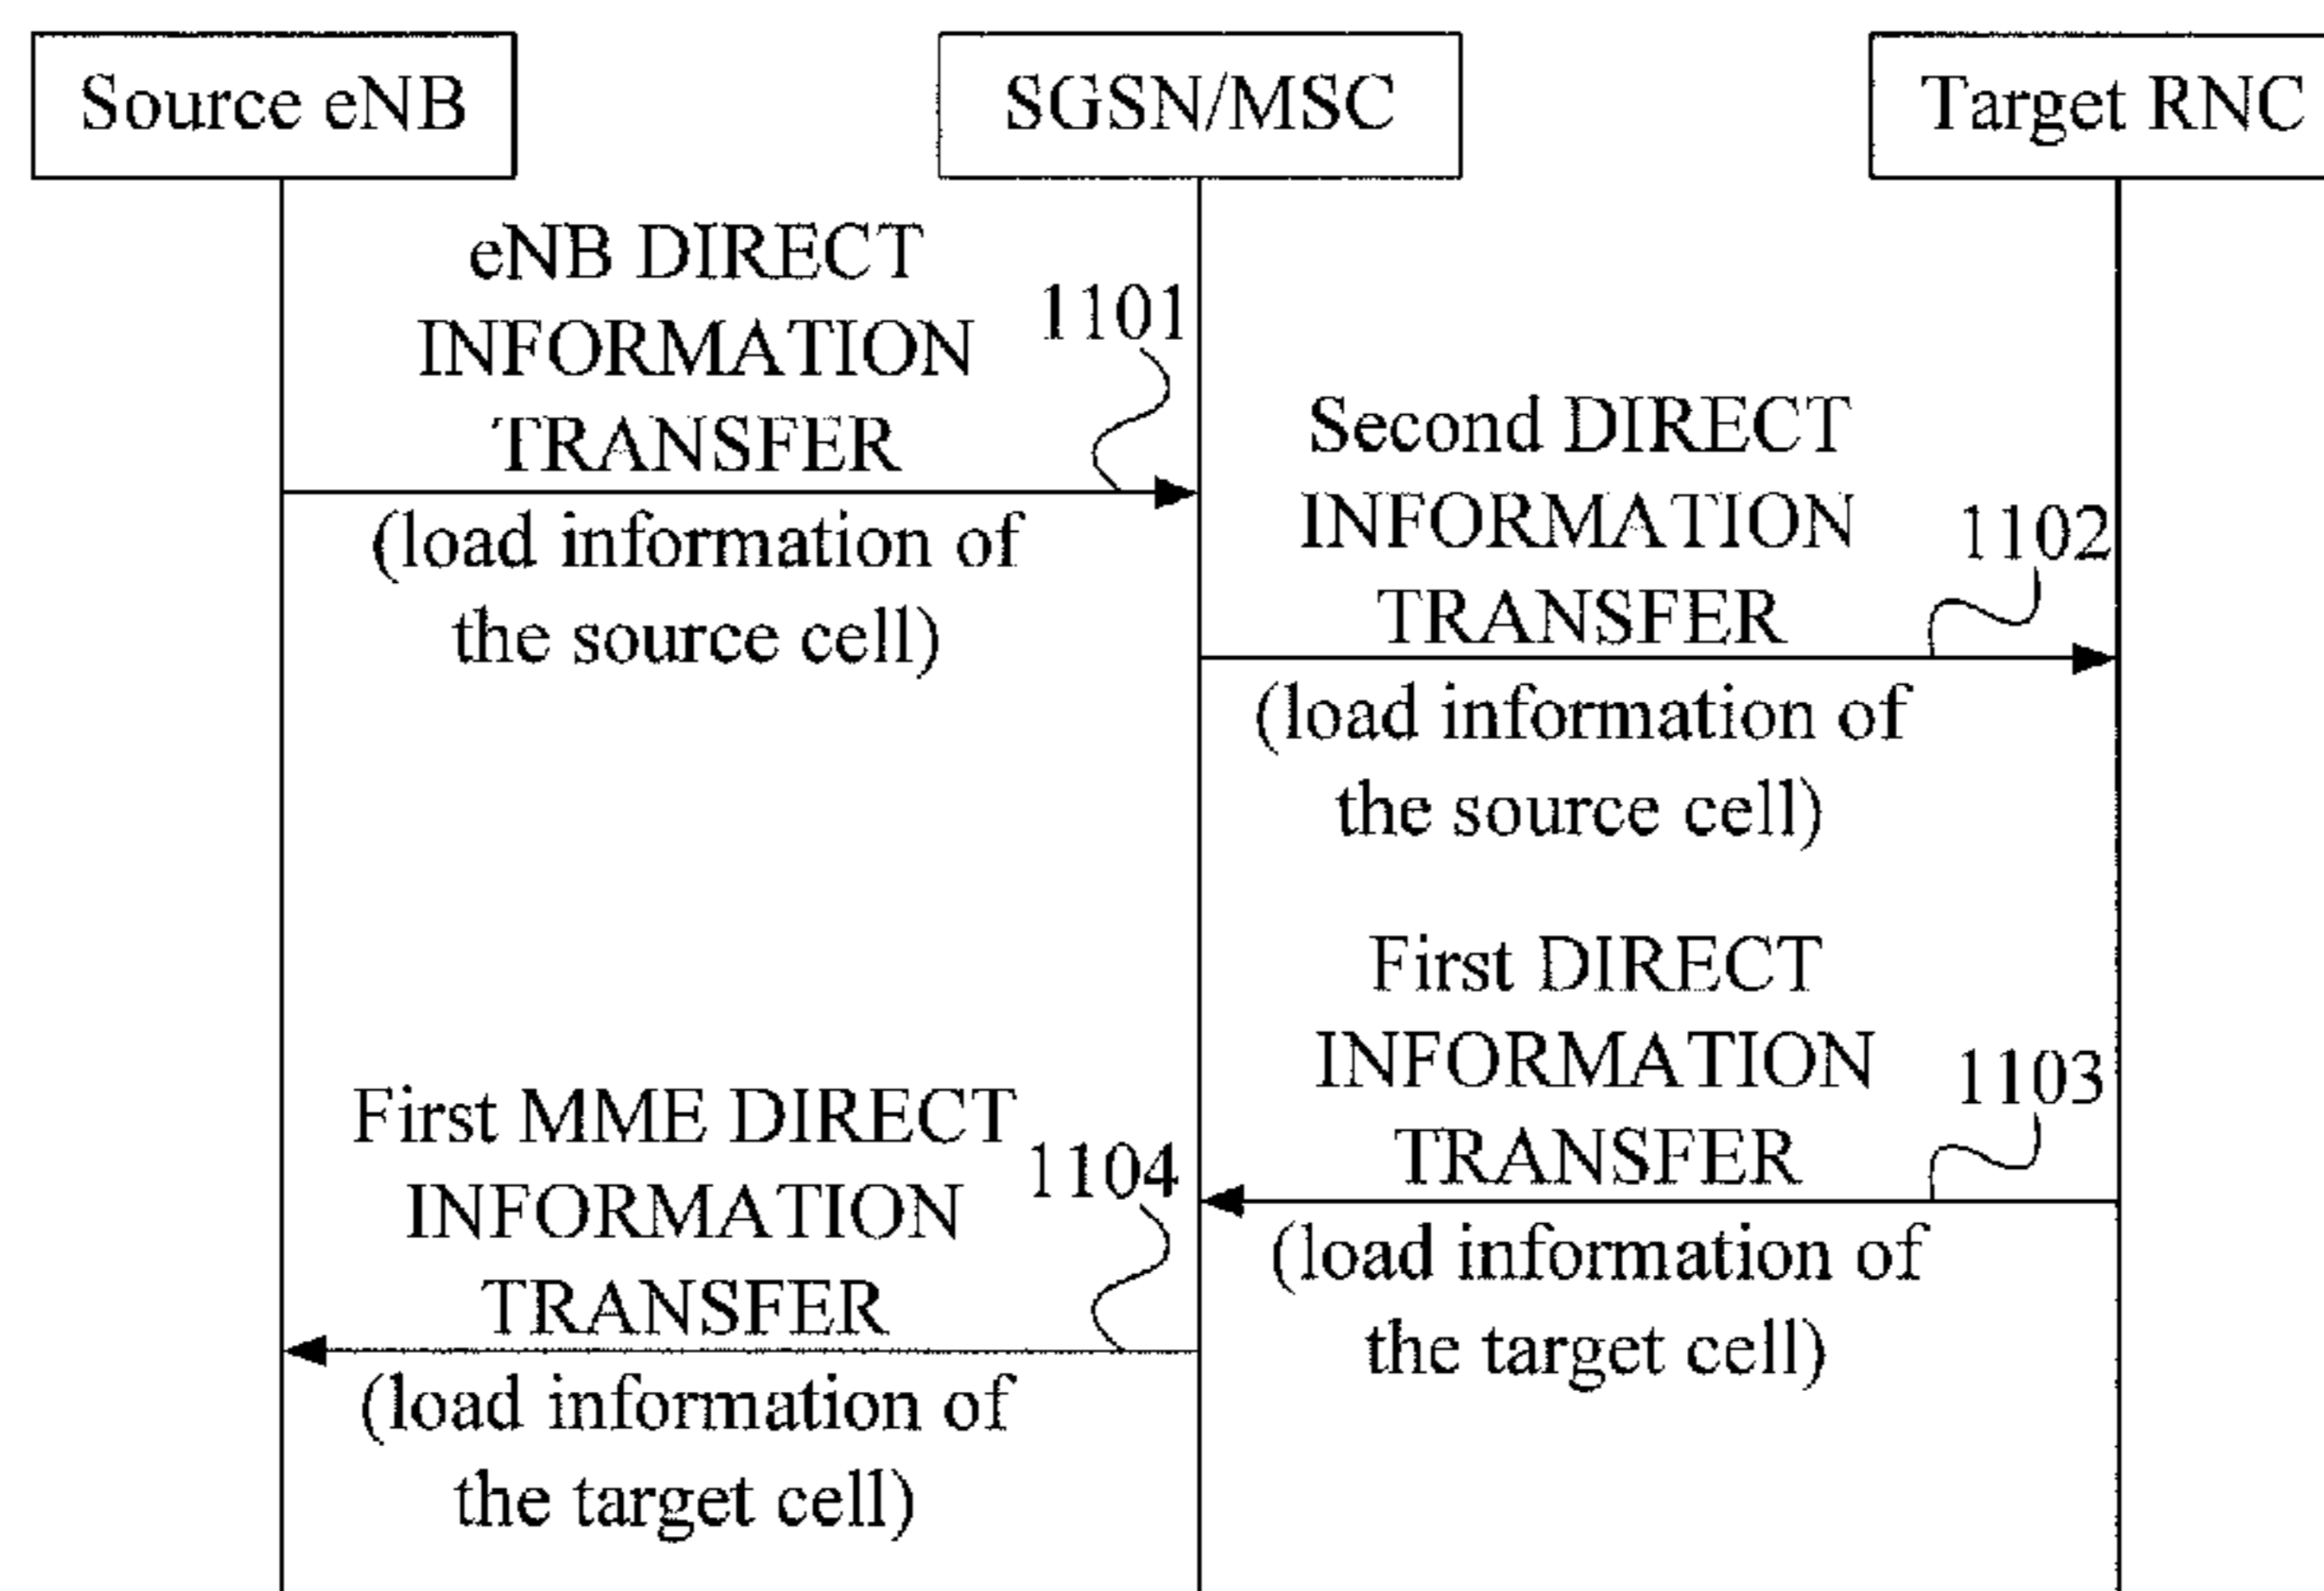 Source eNB
SGSN/MSC
Target RNC
eNB DIRECT
INFORMATION
TRANSFER
1101
(load information of
the source cell)
Second DIRECT
INFORMATION
TRANSFER
1102
(load information of
the source cell)
First DIRECT
INFORMATION
TRANSFER
1103
(load information of
the target cell)
First MME DIRECT
INFORMATION
TRANSFER
1104
(load information of
the target cell)